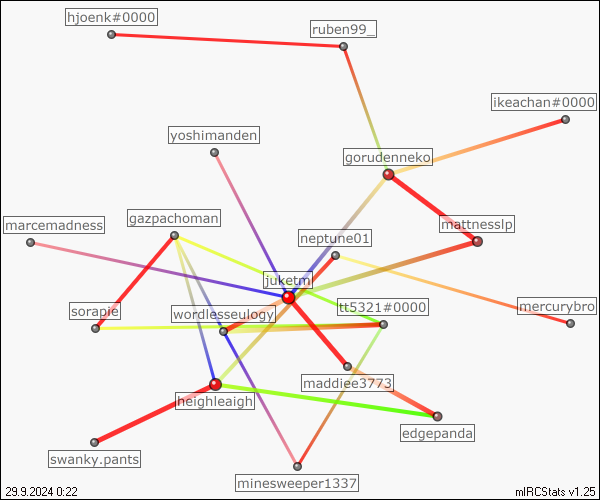 hjoenk#0000
ruben99_
ikeachan#0000
yoshimanden
gorudenneko
marcemadness
gazpachoman
mattnesslp
neptune01
juketm
sorapie
wordlesseulogy
tt5321#0000
mercurybro
maddiee3773
heighleaigh
edgepanda
swanky.pants
minesweeper1337
29.9.2024 0:22
mIRCStats v1.25